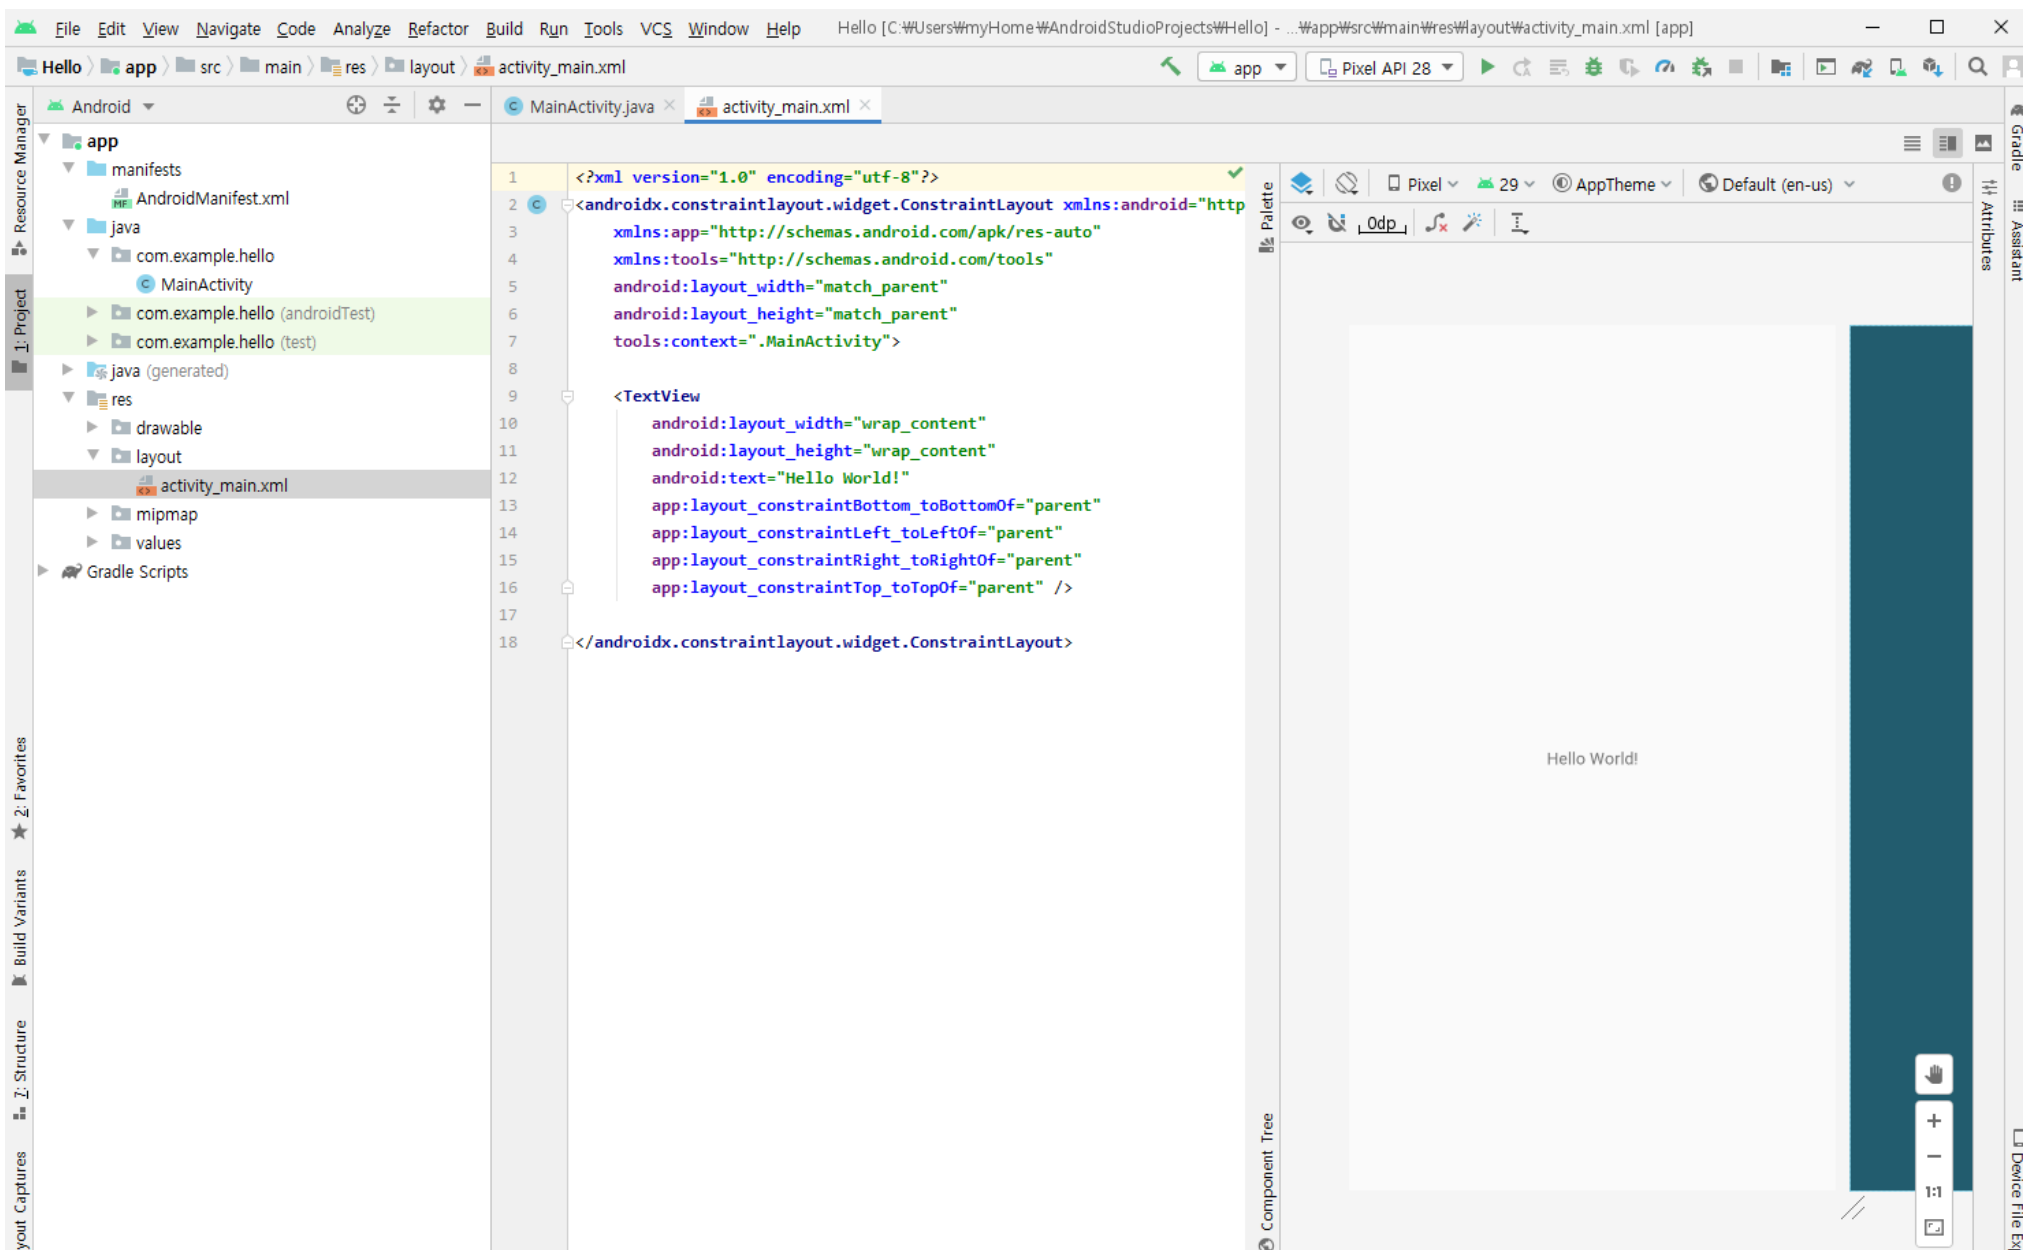 File Edit View Navigate Code Analyze Refactor Build Run Tools VCS Window Help Hello [C:₩Users₩myHome₩AndroidStudioProjects₩Hello] - ...₩app₩src₩main₩res₩layout₩activity_main.xml [app]
Hello app src main res layout activity_main.xml app Pixel API 28
Android
MainActivity.java activity_main.xml
app
manifests
AndroidManifest.xml
java
com.example.hello
MainActivity
com.example.hello (androidTest)
com.example.hello (test)
java (generated)
res
drawable
layout
activity_main.xml
mipmap
values
Gradle Scripts
Resource Manager
1: Project
2: Favorites
Build Variants
7: Structure
yout Captures
1 <?xml version="1.0" encoding="utf-8"?>
2 <androidx.constraintlayout.widget.ConstraintLayout xmlns:android="http
3 xmlns:app="http://schemas.android.com/apk/res-auto"
4 xmlns:tools="http://schemas.android.com/tools"
5 android:layout_width="match_parent"
6 android:layout_height="match_parent"
7 tools:context=".MainActivity">
8
9 <TextView
10 android:layout_width="wrap_content"
11 android:layout_height="wrap_content"
12 android:text="Hello World!"
13 app:layout_constraintBottom_toBottomOf="parent"
14 app:layout_constraintLeft_toLeftOf="parent"
15 app:layout_constraintRight_toRightOf="parent"
16 app:layout_constraintTop_toTopOf="parent" />
17
18 </androidx.constraintlayout.widget.ConstraintLayout>
Palette
Component Tree
Pixel 29 AppTheme Default (en-us)
0dp
Hello World!
1:1
Attributes
Gradle
Assistant
Device File Exp